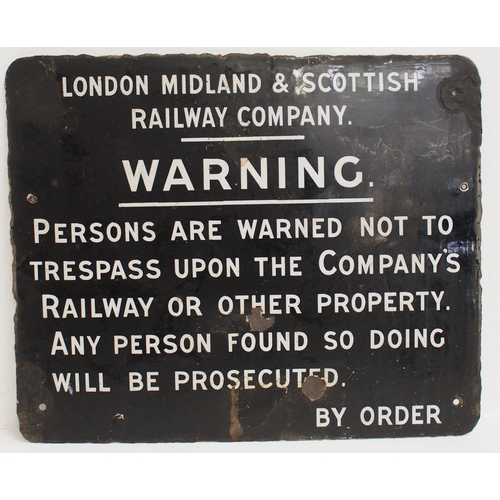 LONDON MIDLAND & SCOTTISH
RAILWAY COMPANY.
WARNING.
PERSONS ARE WARNED NOT TO
TRESPASS UPON THE COMPANY'S
RAILWAY OR OTHER PROPERTY.
ANY PERSON FOUND SO DOING
WILL BE PROSECUTED.
BY ORDER